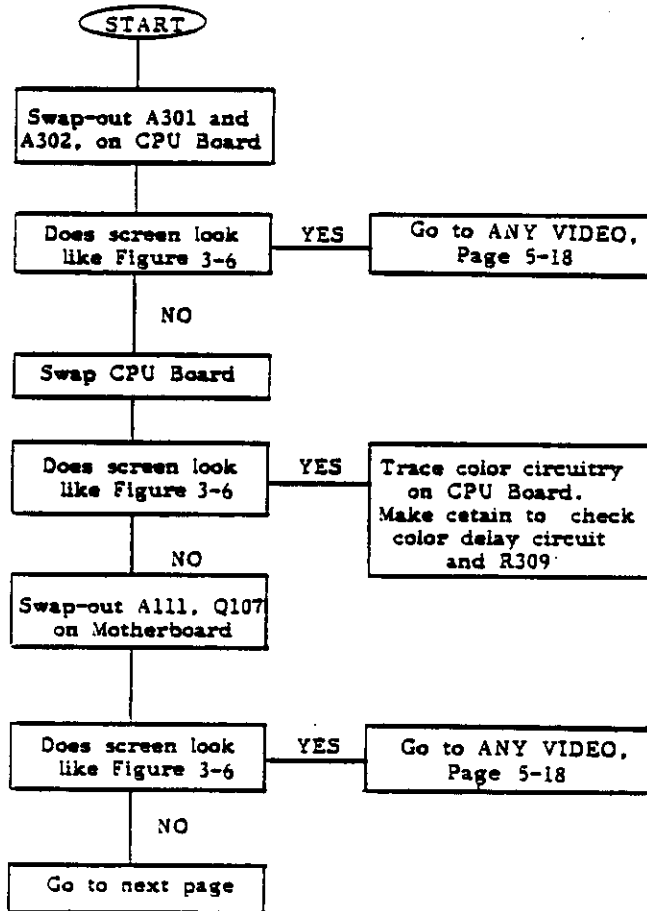 START
Swap-out A301 and
A302, on CPU Board
Does screen look
like Figure 3-6
YES
Go to ANY VIDEO,
Page 5-18
NO
Swap CPU Board
Does screen look
like Figure 3-6
YES
Trace color circuitry
on CPU Board.
Make cetain to check
color delay circuit
and R309
NO
Swap-out A111, Q107
on Motherboard
Does screen look
like Figure 3-6
YES
Go to ANY VIDEO,
Page 5-18
NO
Go to next page